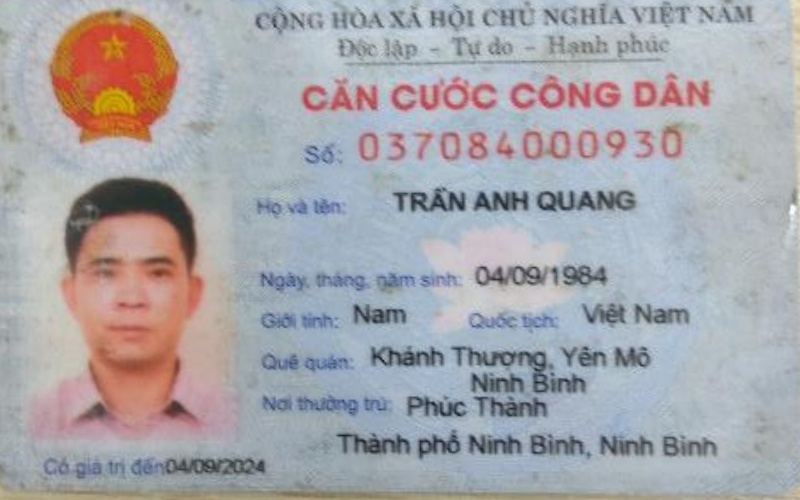 CỘNG HÒA XÃ HỘI CHỦ NGHĨA VIỆT NAM
Độc lập - Tự do - Hạnh phúc
CĂN CƯỚC CÔNG DÂN
Số: 037084000930
Họ và tên: TRẦN ANH QUANG
Ngày, tháng, năm sinh: 04/09/1984
Giới tính: Nam Quốc tịch: Việt Nam
Quê quán: Khánh Thượng, Yên Mô
Ninh Bình
Nơi thường trú: Phúc Thành
Thành phố Ninh Bình, Ninh Bình
Có giá trị đến 04/09/2024